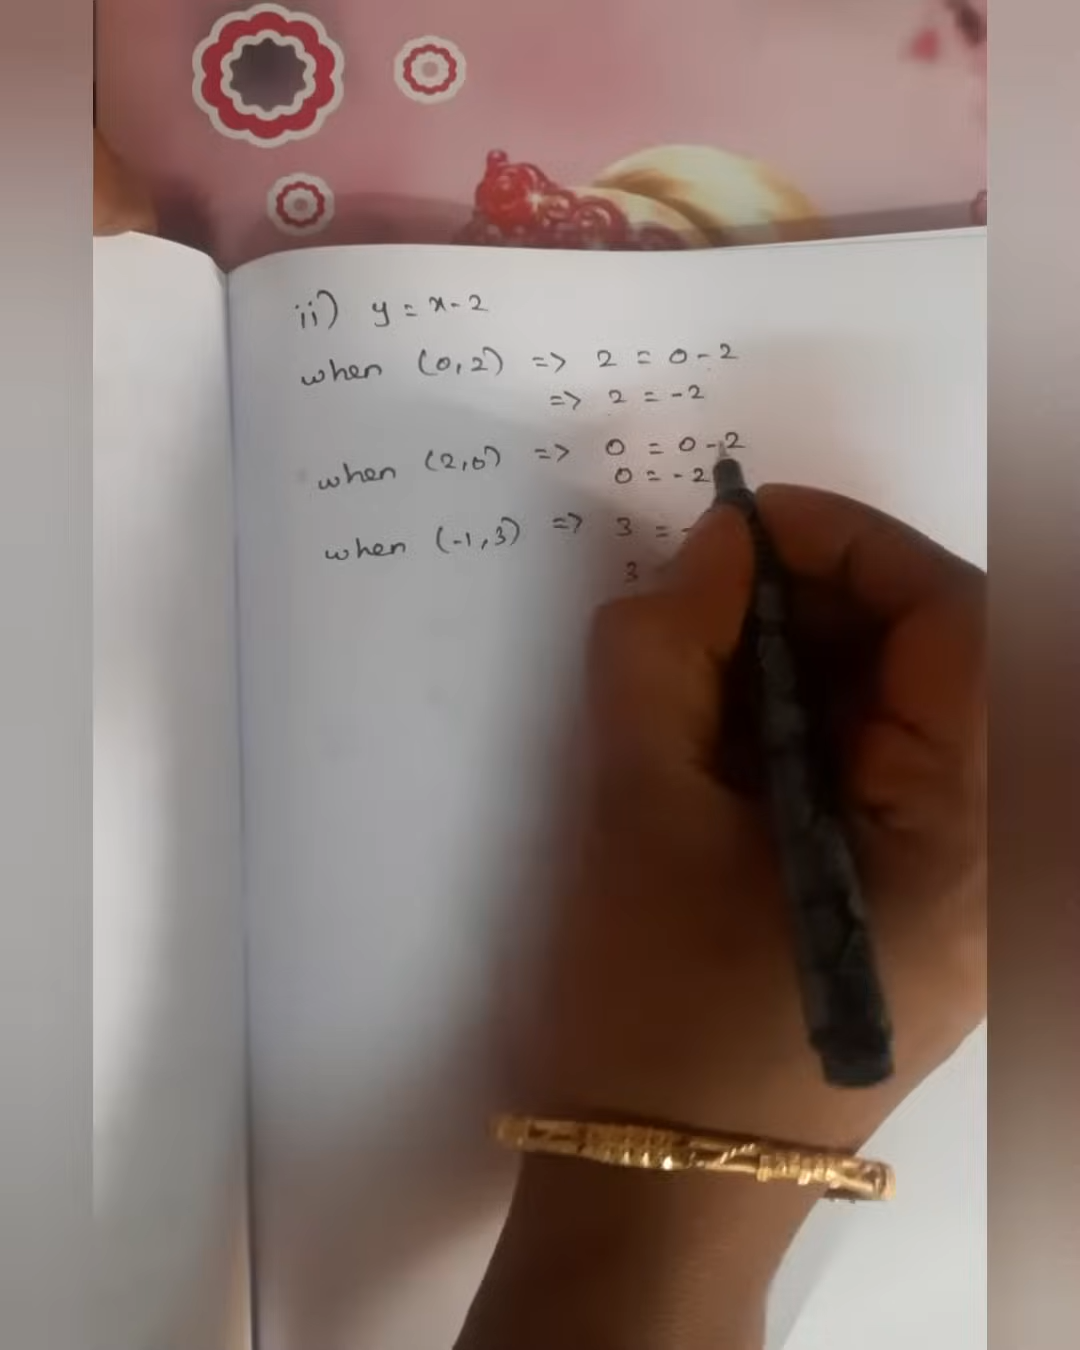 ii) y = x - 2
when (0,2) => 2 = 0 - 2
=> 2 = -2
when (2,0) => 0 = 0 - 2
0 = -2
when (-1,3) => 3 = -
3